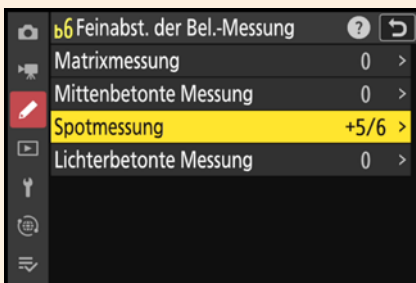 b6 Feinabst. der Bel.-Messung ?
Matrixmessung 0 >
Mittenbetonte Messung 0 >
Spotmessung +5/6 >
Lichterbetonte Messung 0 >